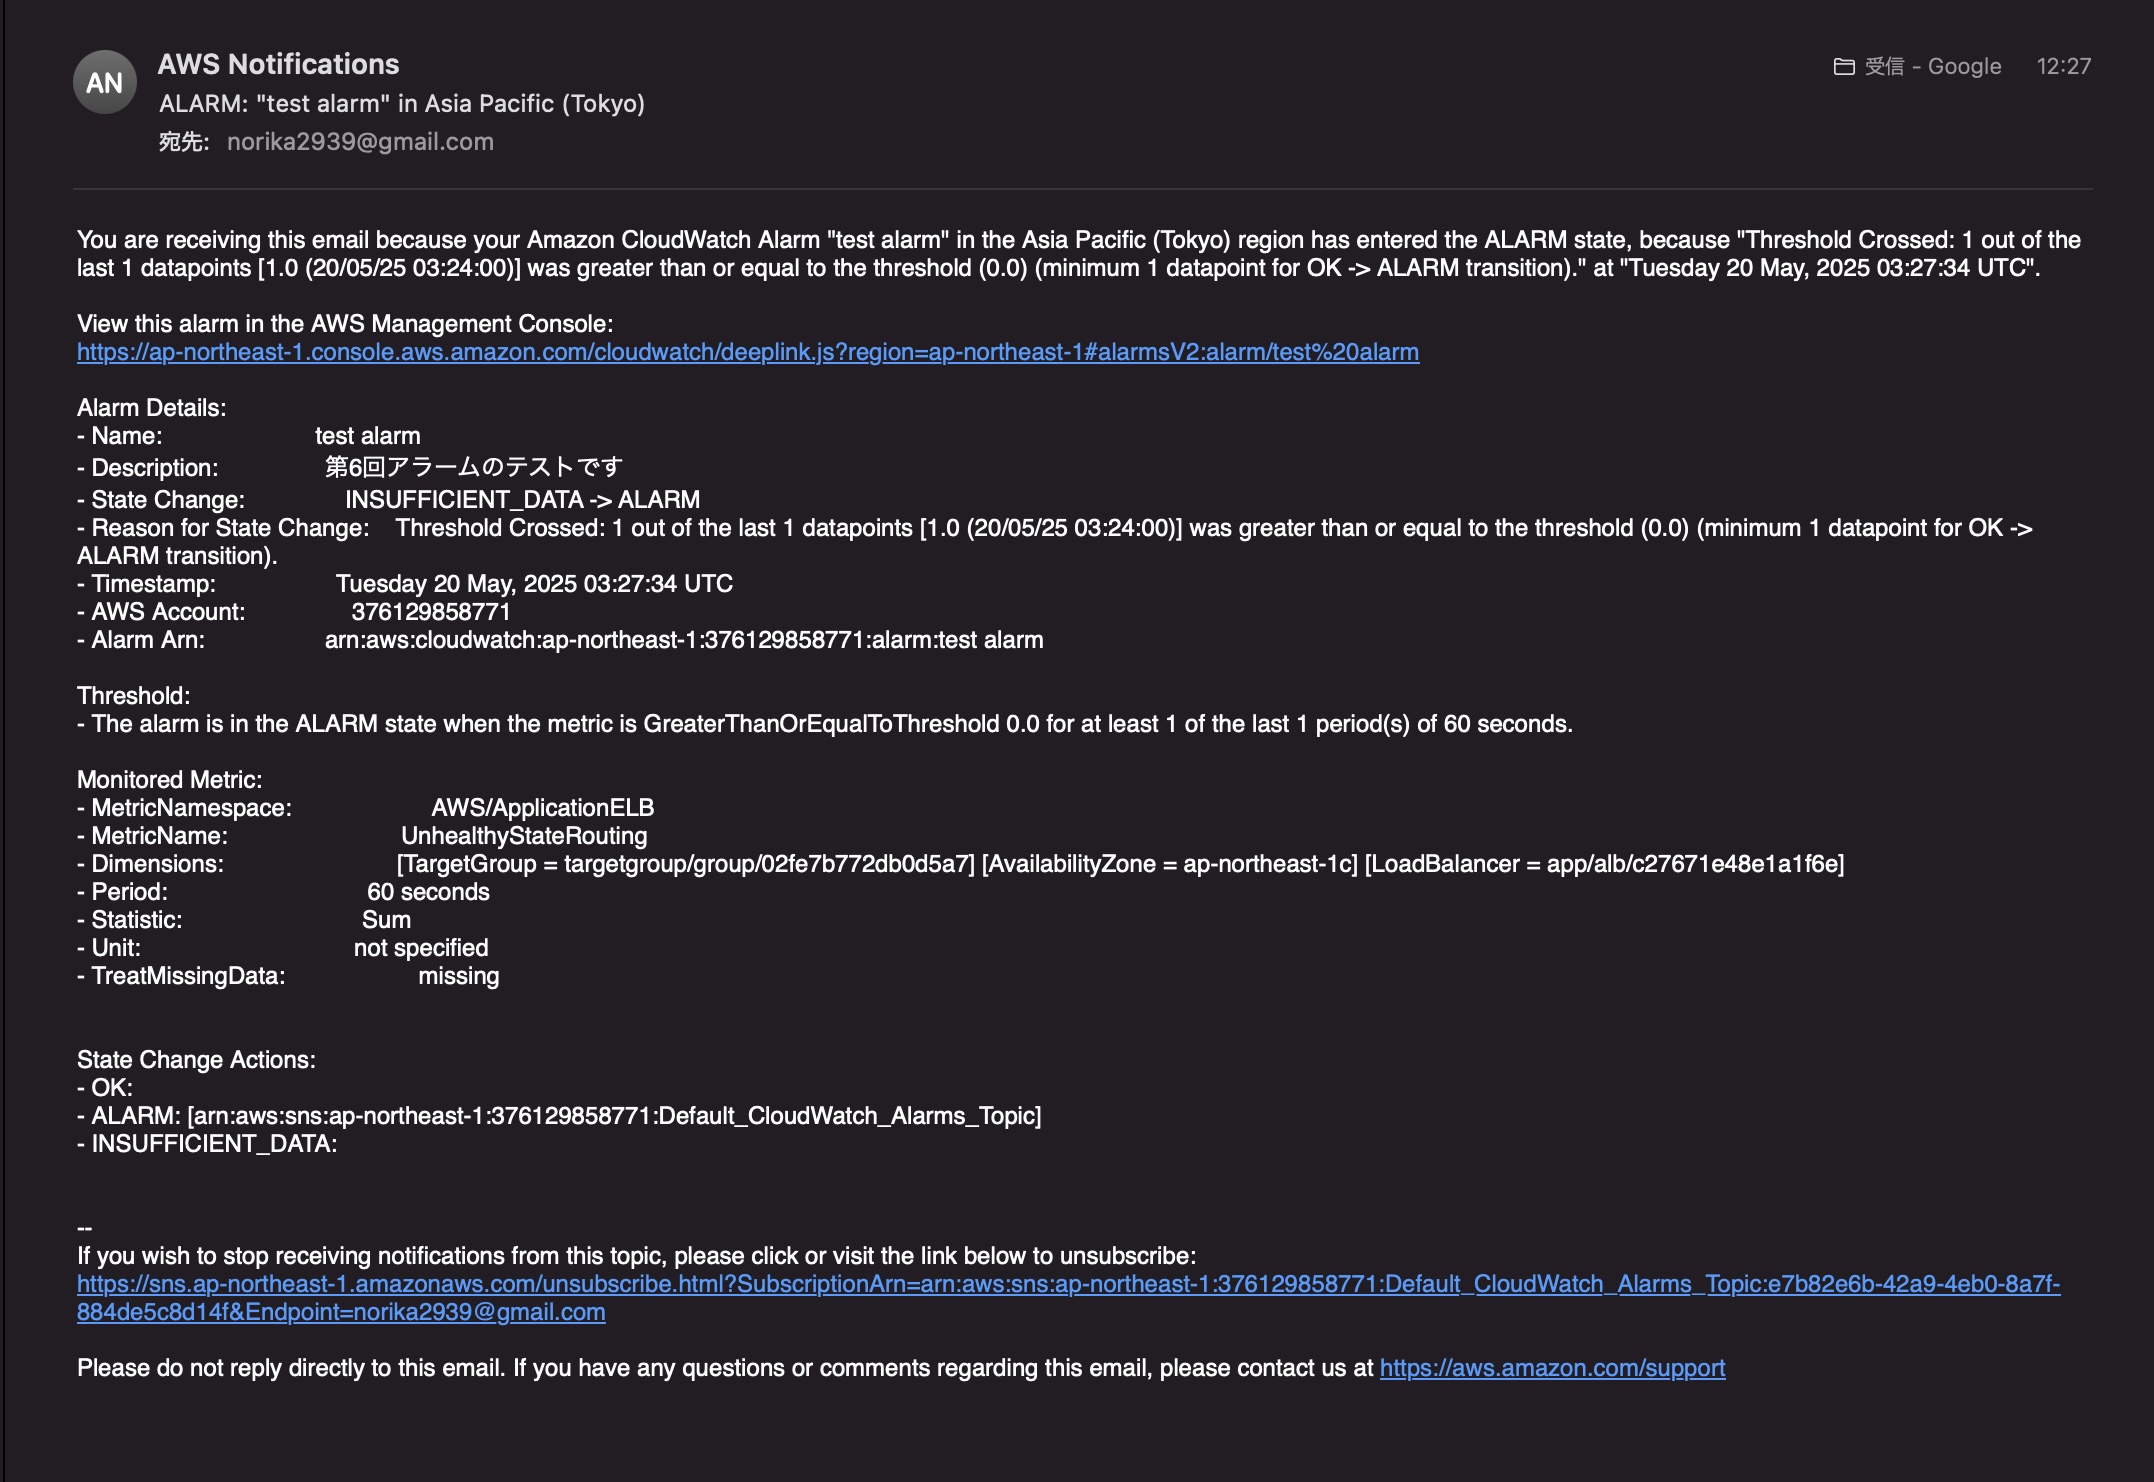 AN
AWS Notifications
受信 - Google 12:27
ALARM: "test alarm" in Asia Pacific (Tokyo)
宛先: norika2939@gmail.com
You are receiving this email because your Amazon CloudWatch Alarm "test alarm" in the Asia Pacific (Tokyo) region has entered the ALARM state, because "Threshold Crossed: 1 out of the
last 1 datapoints [1.0 (20/05/25 03:24:00)] was greater than or equal to the threshold (0.0) (minimum 1 datapoint for OK -> ALARM transition)." at "Tuesday 20 May, 2025 03:27:34 UTC".
View this alarm in the AWS Management Console:
https://ap-northeast-1.console.aws.amazon.com/cloudwatch/deeplink.js?region=ap-northeast-1#alarmsV2:alarm/test%20alarm
Alarm Details:
- Name: test alarm
- Description: 第6回アラームのテストです
- State Change: INSUFFICIENT_DATA -> ALARM
- Reason for State Change: Threshold Crossed: 1 out of the last 1 datapoints [1.0 (20/05/25 03:24:00)] was greater than or equal to the threshold (0.0) (minimum 1 datapoint for OK ->
ALARM transition).
- Timestamp: Tuesday 20 May, 2025 03:27:34 UTC
- AWS Account: 376129858771
- Alarm Arn: arn:aws:cloudwatch:ap-northeast-1:376129858771:alarm:test alarm
Threshold:
- The alarm is in the ALARM state when the metric is GreaterThanOrEqualToThreshold 0.0 for at least 1 of the last 1 period(s) of 60 seconds.
Monitored Metric:
- MetricNamespace: AWS/ApplicationELB
- MetricName: UnhealthyStateRouting
- Dimensions: [TargetGroup = targetgroup/group/02fe7b772db0d5a7] [AvailabilityZone = ap-northeast-1c] [LoadBalancer = app/alb/c27671e48e1a1f6e]
- Period: 60 seconds
- Statistic: Sum
- Unit: not specified
- TreatMissingData: missing
State Change Actions:
- OK:
- ALARM: [arn:aws:sns:ap-northeast-1:376129858771:Default_CloudWatch_Alarms_Topic]
- INSUFFICIENT_DATA:
--
If you wish to stop receiving notifications from this topic, please click or visit the link below to unsubscribe:
https://sns.ap-northeast-1.amazonaws.com/unsubscribe.html?SubscriptionArn=arn:aws:sns:ap-northeast-1:376129858771:Default_CloudWatch_Alarms_Topic:e7b82e6b-42a9-4eb0-8a7f-
884de5c8d14f&Endpoint=norika2939@gmail.com
Please do not reply directly to this email. If you have any questions or comments regarding this email, please contact us at https://aws.amazon.com/support